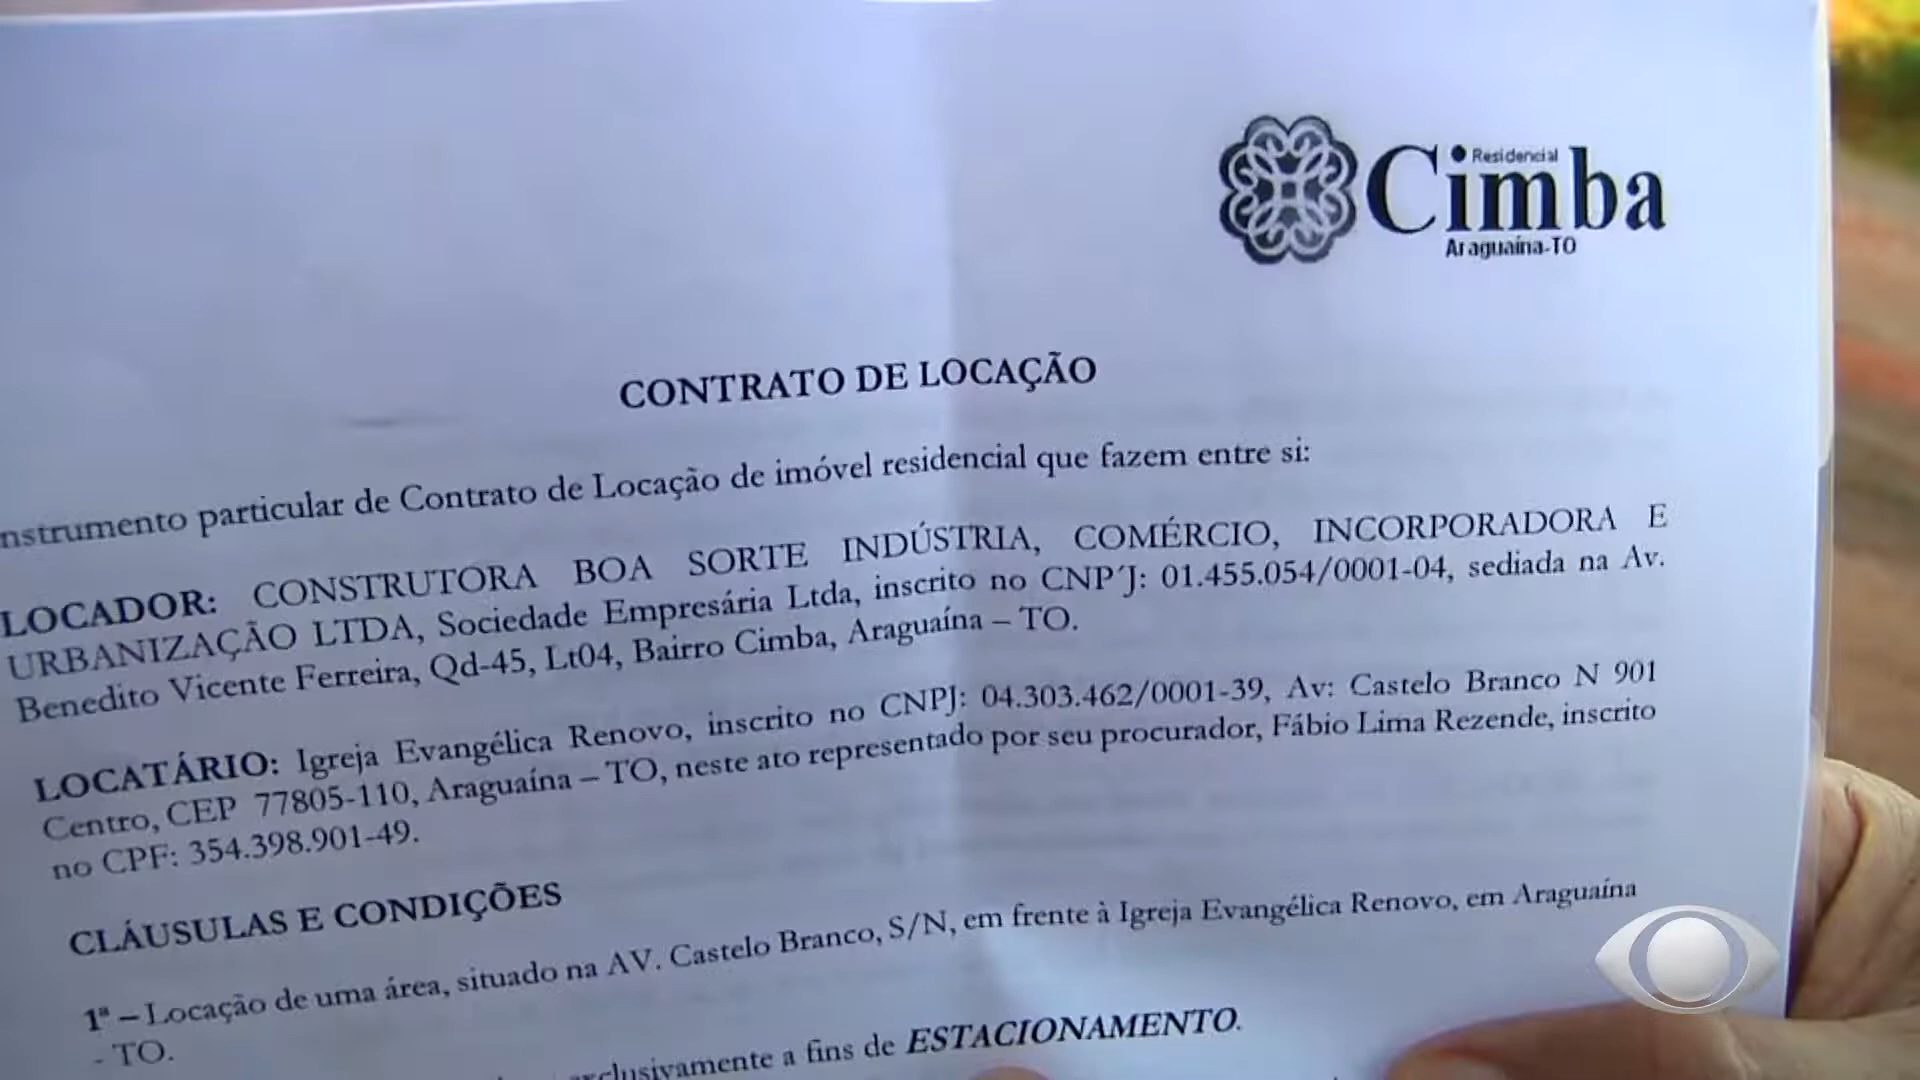 Residencial
Cimba
Araguaína-TO
CONTRATO DE LOCAÇÃO
nstrumento particular de Contrato de Locação de imóvel residencial que fazem entre si:
LOCADOR: CONSTRUTORA BOA SORTE INDÚSTRIA, COMÉRCIO, INCORPORADORA E
URBANIZAÇÃO LTDA, Sociedade Empresária Ltda, inscrito no CNP´J: 01.455.054/0001-04, sediada na Av.
Benedito Vicente Ferreira, Qd-45, Lt04, Bairro Cimba, Araguaína – TO.
LOCATÁRIO: Igreja Evangélica Renovo, inscrito no CNPJ: 04.303.462/0001-39, Av: Castelo Branco N 901
Centro, CEP 77805-110, Araguaína – TO, neste ato representado por seu procurador, Fábio Lima Rezende, inscrito
no CPF: 354.398.901-49.
CLÁUSULAS E CONDIÇÕES
1ª – Locação de uma área, situado na AV. Castelo Branco, S/N, em frente à Igreja Evangélica Renovo, em Araguaína
- TO.
a fins de ESTACIONAMENTO.